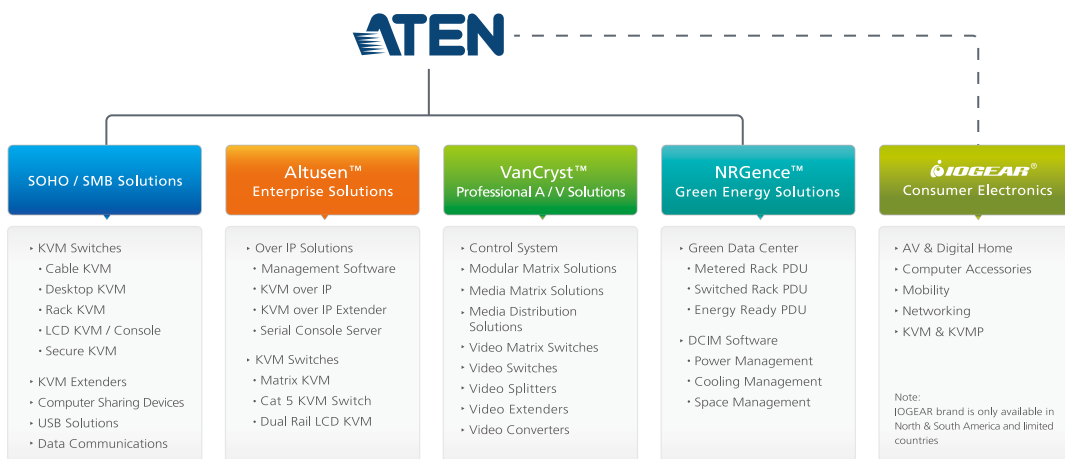 ATEN
SOHO / SMB Solutions
‣ KVM Switches
• Cable KVM
• Desktop KVM
• Rack KVM
• LCD KVM / Console
• Secure KVM
‣ KVM Extenders
‣ Computer Sharing Devices
‣ USB Solutions
‣ Data Communications
Altusen™
Enterprise Solutions
‣ Over IP Solutions
• Management Software
• KVM over IP
• KVM over IP Extender
• Serial Console Server
‣ KVM Switches
• Matrix KVM
• Cat 5 KVM Switch
• Dual Rail LCD KVM
VanCryst™
Professional A / V Solutions
‣ Control System
‣ Modular Matrix Solutions
‣ Media Matrix Solutions
‣ Media Distribution
Solutions
‣ Video Matrix Switches
‣ Video Switches
‣ Video Splitters
‣ Video Extenders
‣ Video Converters
NRGence™
Green Energy Solutions
‣ Green Data Center
• Metered Rack PDU
• Switched Rack PDU
• Energy Ready PDU
‣ DCIM Software
• Power Management
• Cooling Management
• Space Management
IOGEAR®
Consumer Electronics
‣ AV & Digital Home
‣ Computer Accessories
‣ Mobility
‣ Networking
‣ KVM & KVMP
Note:
IOGEAR brand is only available in
North & South America and limited
countries